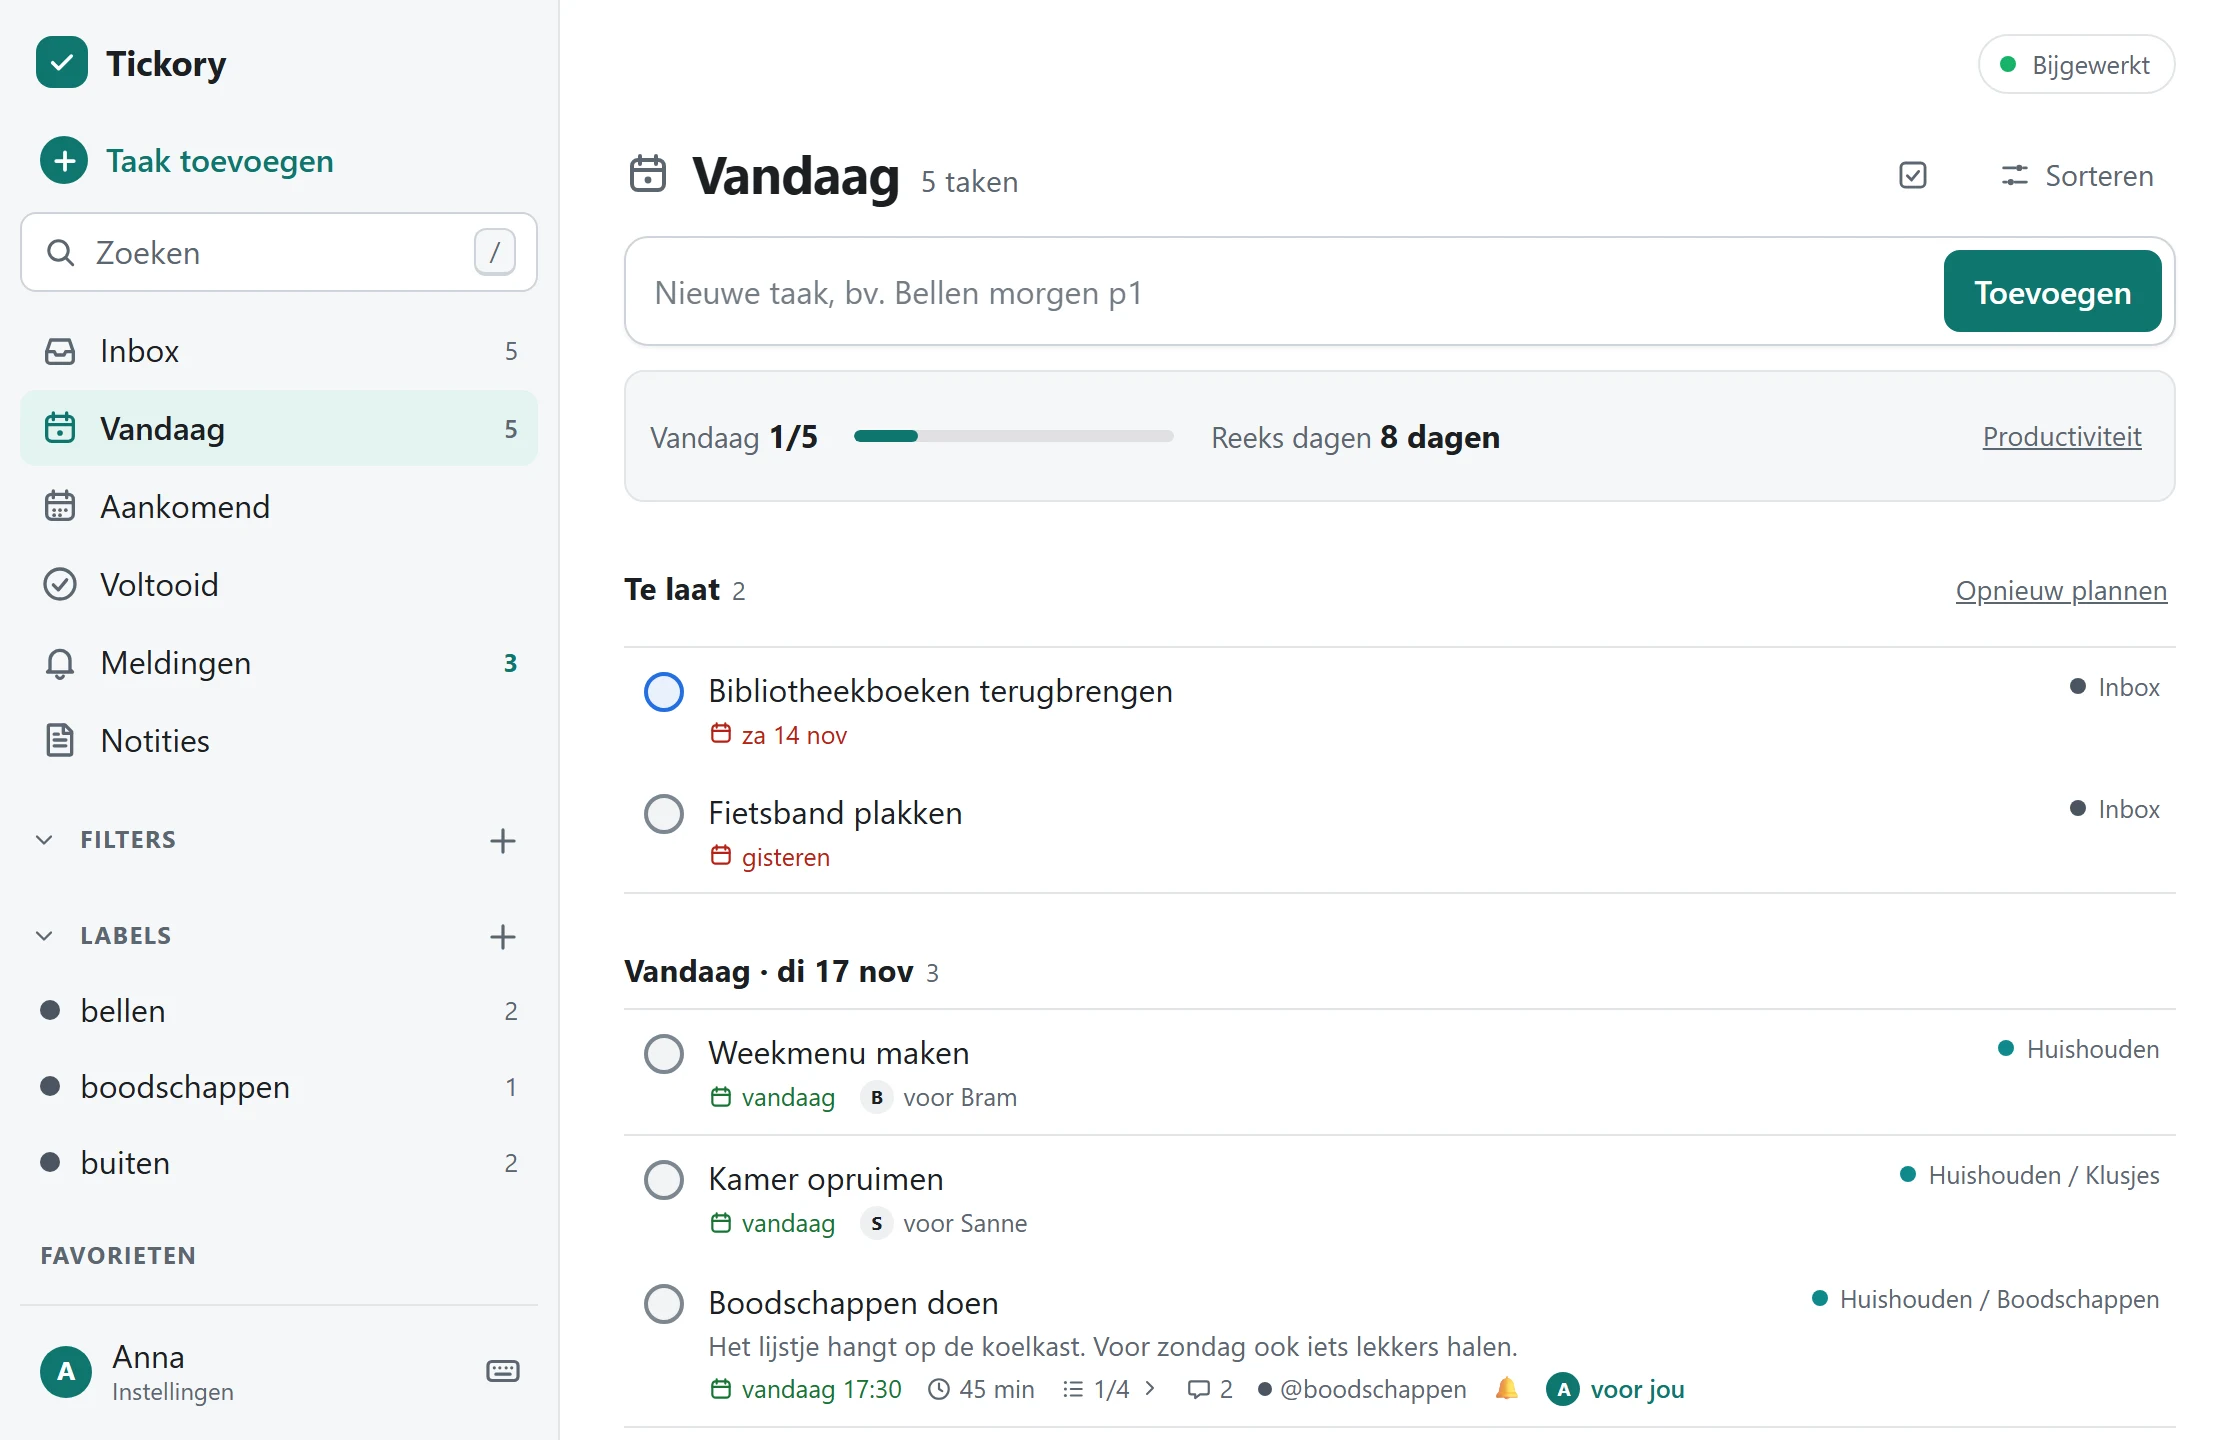 Tickory
Taak toevoegen
Zoeken /
Inbox 5
Vandaag 5
Aankomend
Voltooid
Meldingen 3
Notities
FILTERS
LABELS
bellen 2
boodschappen 1
buiten 2
FAVORIETEN
A Anna
Instellingen
Bijgewerkt
Vandaag 5 taken
Sorteren
Nieuwe taak, bv. Bellen morgen p1
Toevoegen
Vandaag 1/5 Reeks dagen 8 dagen Productiviteit
Te laat 2 Opnieuw plannen
Bibliotheekboeken terugbrengen Inbox
za 14 nov
Fietsband plakken Inbox
gisteren
Vandaag · di 17 nov 3
Weekmenu maken Huishouden
vandaag B voor Bram
Kamer opruimen Huishouden / Klusjes
vandaag S voor Sanne
Boodschappen doen Huishouden / Boodschappen
Het lijstje hangt op de koelkast. Voor zondag ook iets lekkers halen.
vandaag 17:30 45 min 1/4 2 @boodschappen A voor jou